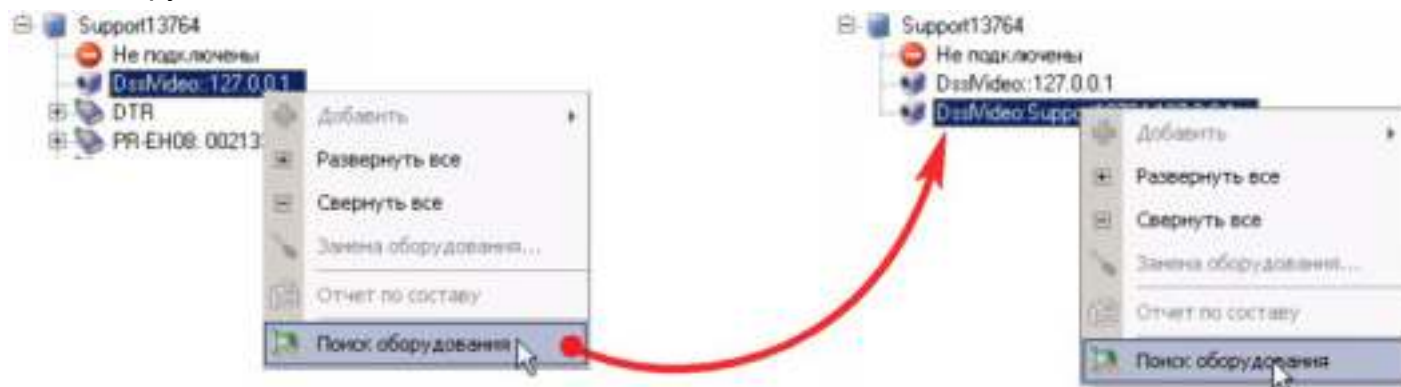 Support13764
Не подключены
DssVideo::127.0.0.1
DTR
PR-EH08: 00213
Добавить
Развернуть все
Свернуть все
Замена оборудования...
Отчет по составу
Поиск оборудования
Support13764
Не подключены
DssVideo::127.0.0.1
DssVideo:Suppo
Добавить
Развернуть все
Свернуть все
Замена оборудования...
Отчет по составу
Поиск оборудования